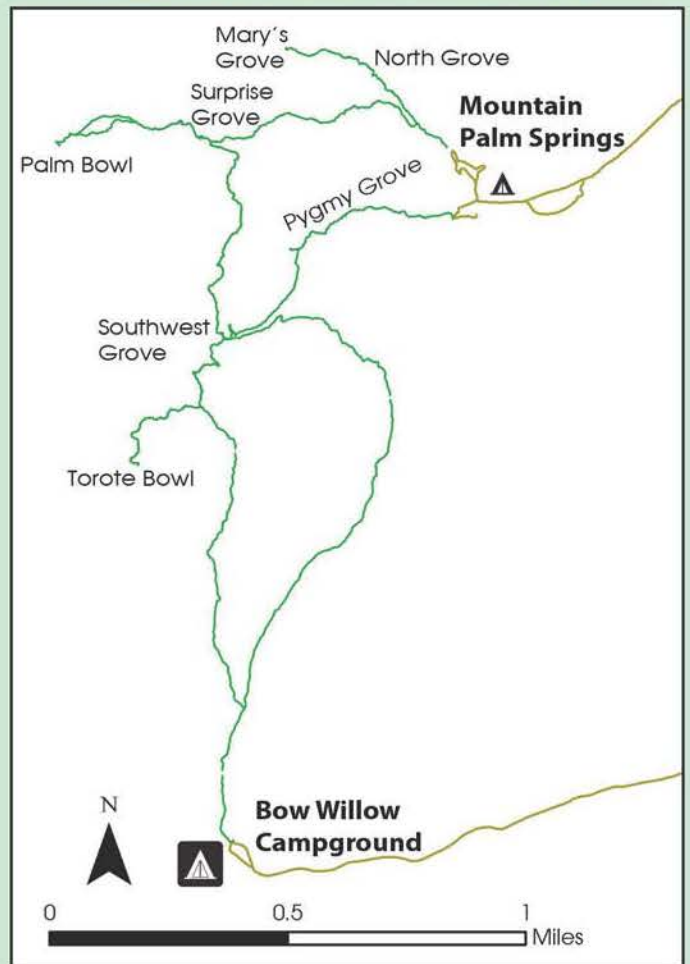 Mary's
Grove
North Grove
Surprise
Grove
Mountain
Palm Springs
Palm Bowl
Pygmy Grove
Southwest
Grove
Torote Bowl
N
Bow Willow
Campground
0
0.5
1
Miles